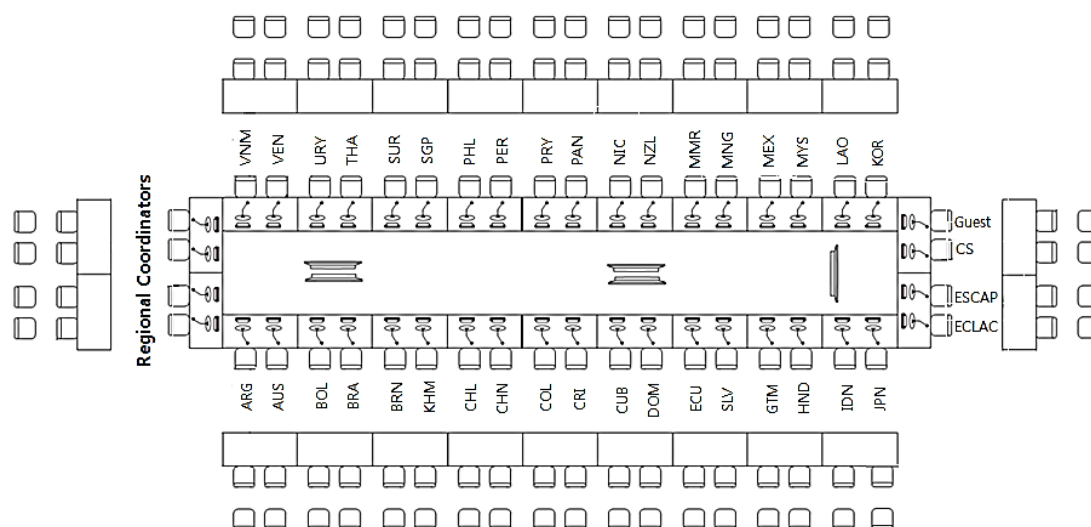 VNM VEN URY THA SUR SGP PHL PER PRY PAN NIC NZL MMR MNG MEX MYS LAO KOR
Regional Coordinators
Guest
CS
ESCAP
ECLAC
ARG AUS BOL BRA BRN KHM CHL CHN COL CRI CUB DOM ECU SLV GTM HND IDN JPN